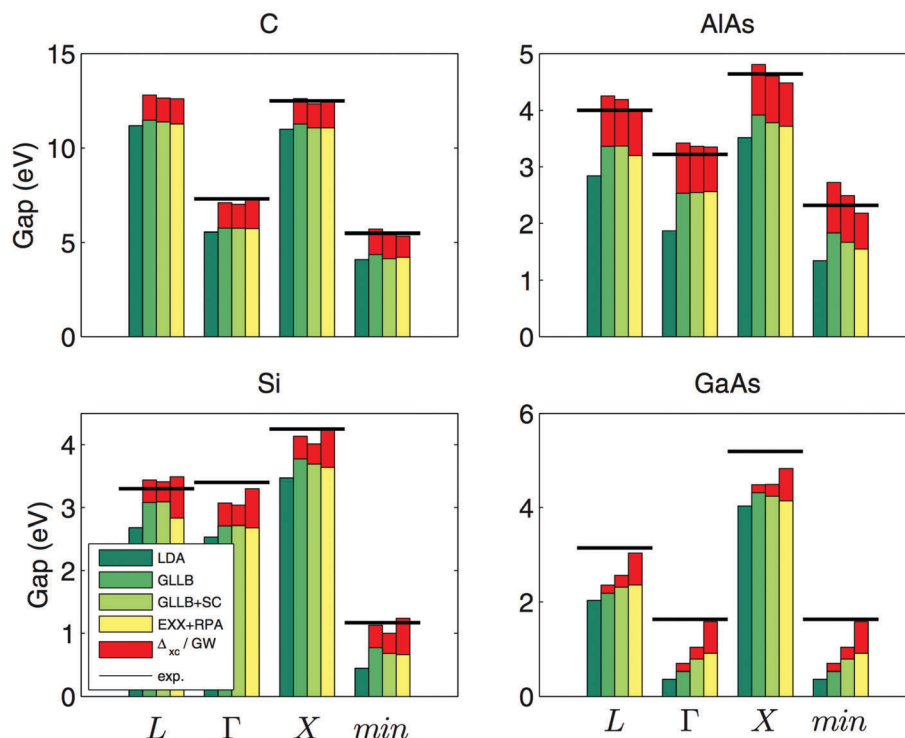 C
Gap (eV)
15
10
5
0
AlAs
5
4
3
2
1
0
Si
Gap (eV)
4
3
2
1
0
LDA
GLLB
GLLB+SC
EXX+RPA
Δxc / GW
exp.
L Γ X min
GaAs
6
4
2
0
L Γ X min